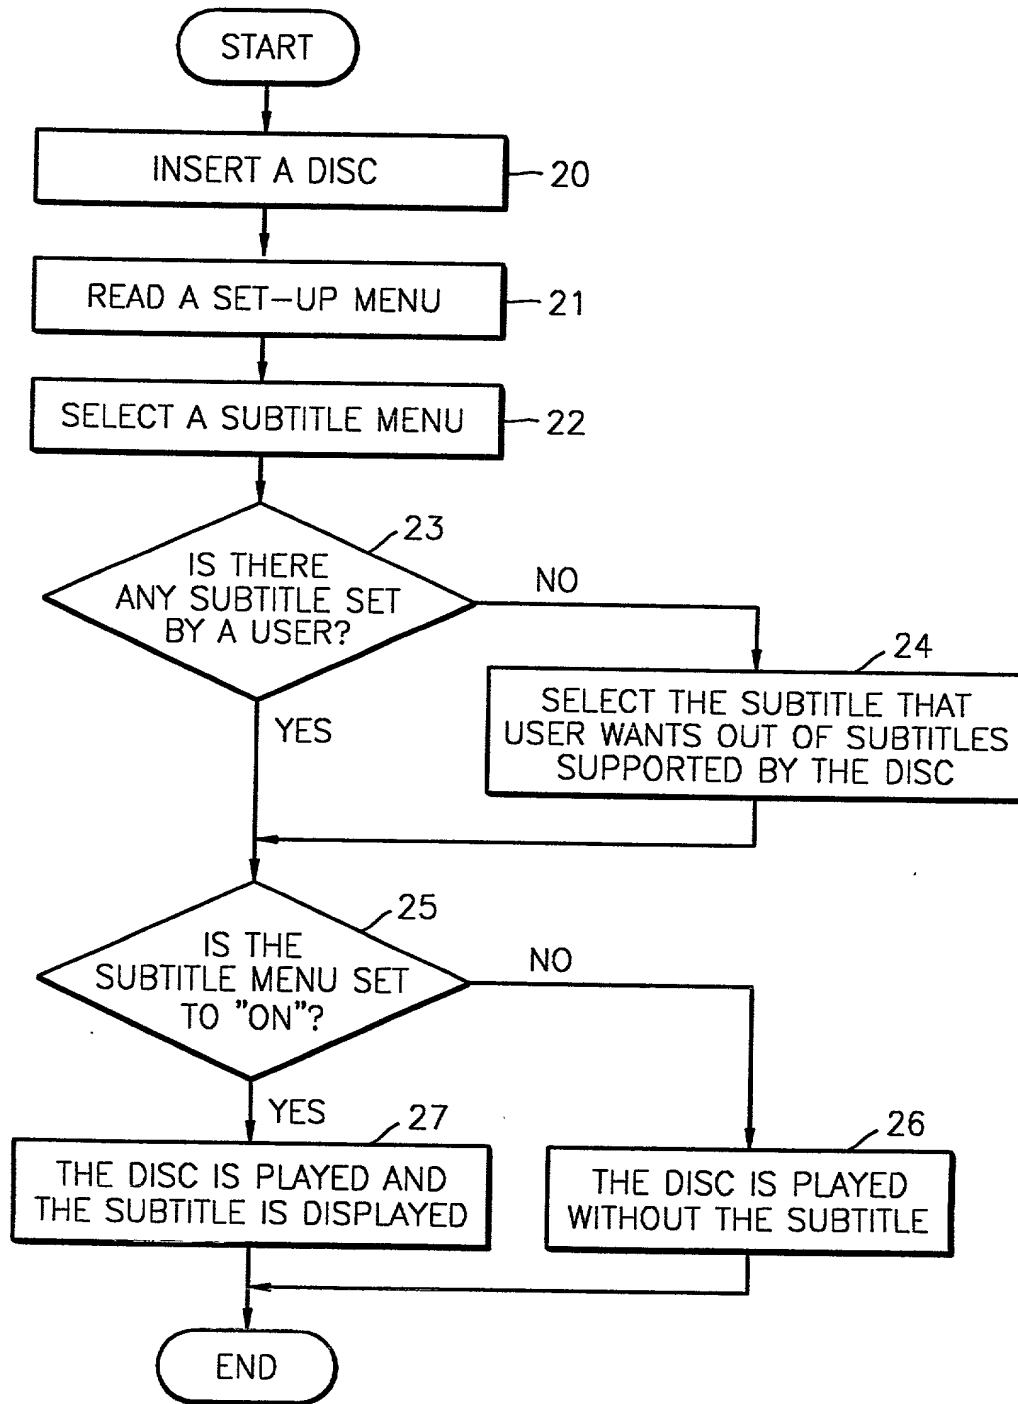 START
INSERT A DISC
20
READ A SET-UP MENU
21
SELECT A SUBTITLE MENU
22
23
IS THERE
ANY SUBTITLE SET
BY A USER?
NO
YES
24
SELECT THE SUBTITLE THAT
USER WANTS OUT OF SUBTITLES
SUPPORTED BY THE DISC
25
IS THE
SUBTITLE MENU SET
TO "ON"?
NO
YES
27
THE DISC IS PLAYED AND
THE SUBTITLE IS DISPLAYED
26
THE DISC IS PLAYED
WITHOUT THE SUBTITLE
END